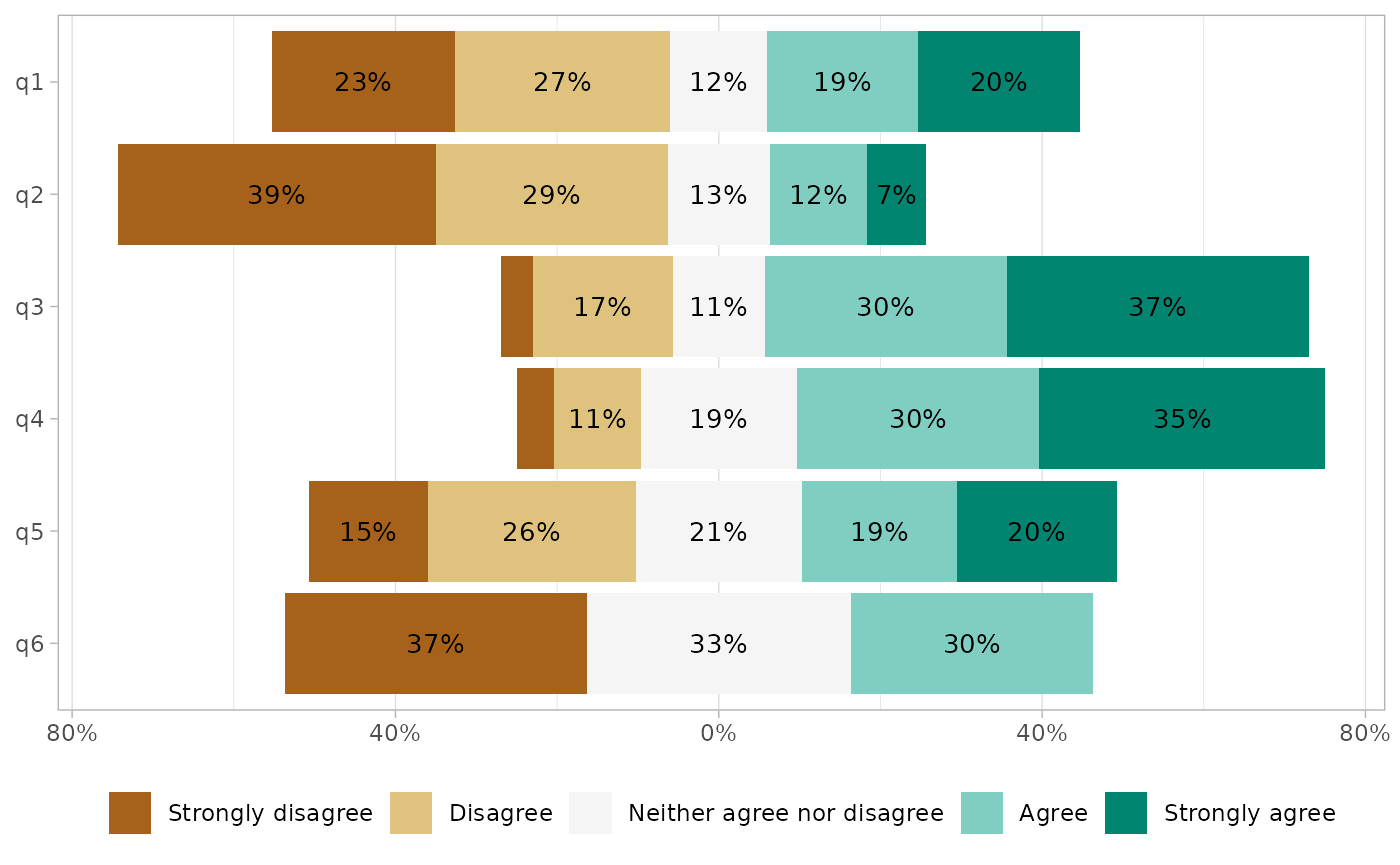 q1 23% 27% 12% 19% 20%
q2 39% 29% 13% 12% 7%
q3 17% 11% 30% 37%
q4 11% 19% 30% 35%
q5 15% 26% 21% 19% 20%
q6 37% 33% 30%
80% 40% 0% 40% 80%
Strongly disagree Disagree Neither agree nor disagree Agree Strongly agree